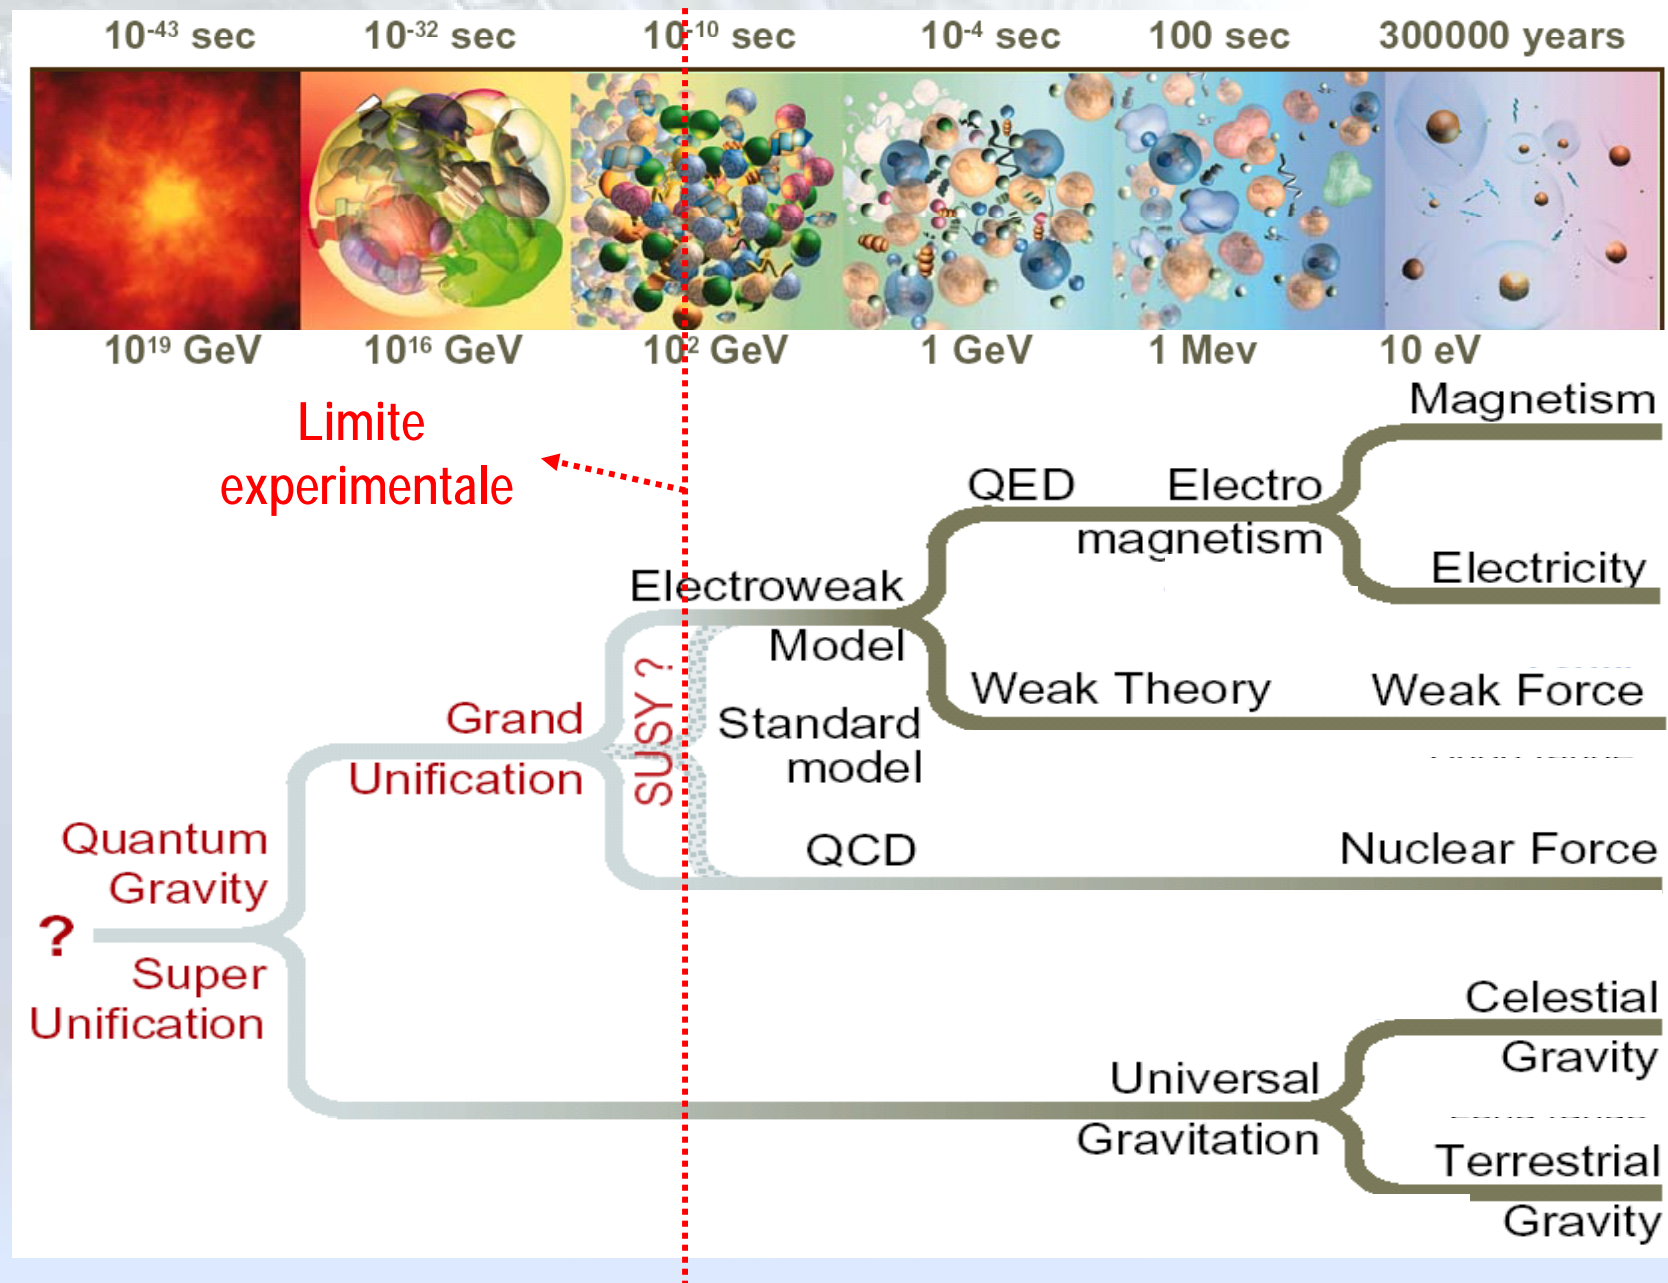 10-43 sec 10-32 sec 10-10 sec 10-4 sec 100 sec 300000 years
1019 GeV 1016 GeV 102 GeV 1 GeV 1 Mev 10 eV
Limite
experimentale
Magnetism
QED Electro
magnetism
Electricity
Electroweak
Model
Weak Theory Weak Force
SUSY ?
Standard
model
Grand
Unification
QCD Nuclear Force
Quantum
Gravity
?
Super
Unification
Celestial
Gravity
Universal
Gravitation
Terrestrial
Gravity